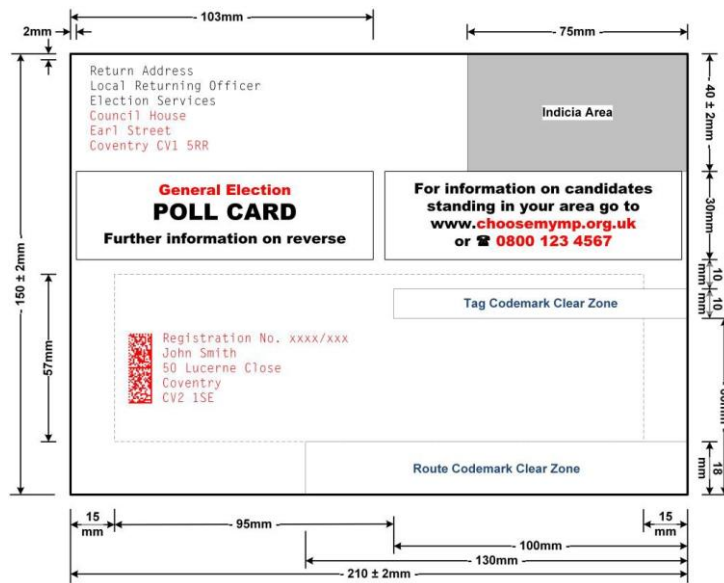 103mm
2mm
75mm
Return Address
Local Returning Officer
Election Services
Council House
Earl Street
Coventry CV1 5RR
Indicia Area
40 ± 2mm
General Election
POLL CARD
Further information on reverse
For information on candidates
standing in your area go to
www.choosemymp.org.uk
or ☎ 0800 123 4567
30mm
150 ± 2mm
10
mm
10
mm
Tag Codemark Clear Zone
57mm
Registration No. xxxx/xxx
John Smith
50 Lucerne Close
Coventry
CV2 1SE
18
mm
Route Codemark Clear Zone
15
mm
95mm
15
mm
100mm
130mm
210 ± 2mm